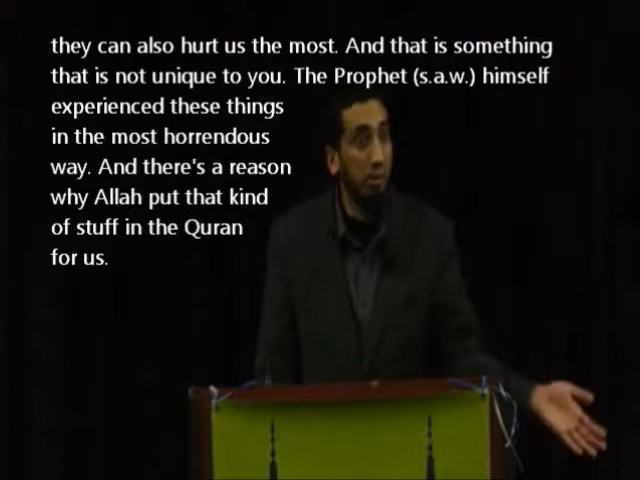 they can also hurt us the most. And that is something
that is not unique to you. The Prophet (s.a.w.) himself
experienced these things
in the most horrendous
way. And there's a reason
why Allah put that kind
of stuff in the Quran
for us.